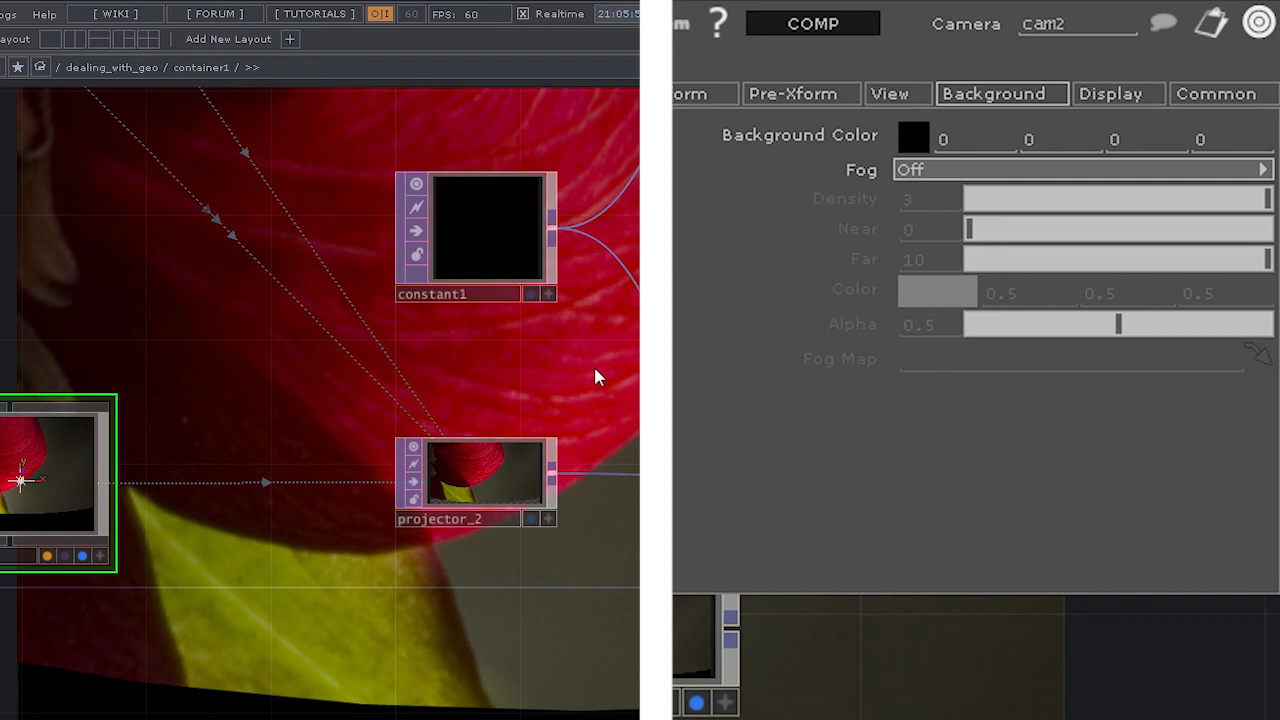 Help [ WIKI ] [ FORUM ] [ TUTORIALS ] O|I 60 FPS: 60 Realtime 21:05:5
ayout Add New Layout +
/ dealing_with_geo / container1 / >>
constant1
projector_2
y
x
m ? COMP Camera cam2
orm Pre-Xform View Background Display Common
Background Color 0 0 0 0
Fog Off
Density 3
Near 0
Far 10
Color 0.5 0.5 0.5
Alpha 0.5
Fog Map